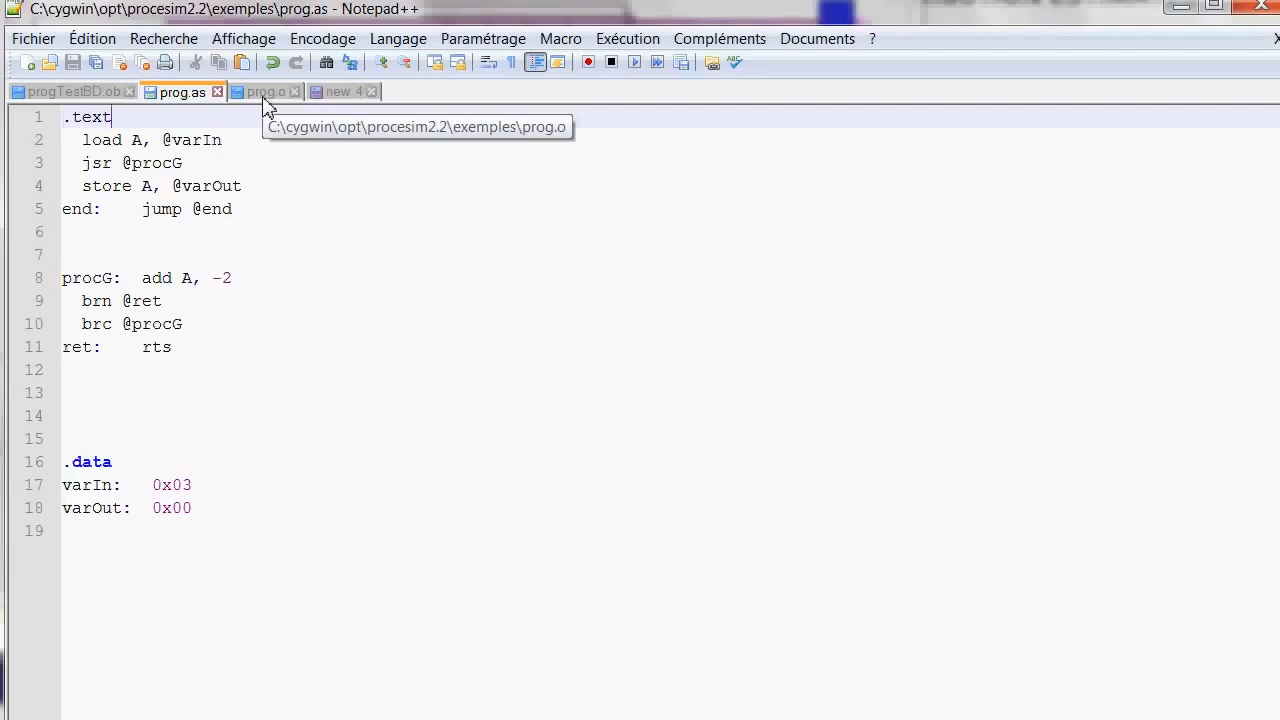 C:\cygwin\opt\procesim2.2\exemples\prog.as - Notepad++
Fichier Édition Recherche Affichage Encodage Langage Paramétrage Macro Exécution Compléments Documents ? X
progTestBD.ob prog.as prog.o new 4
C:\cygwin\opt\procesim2.2\exemples\prog.o
1 .text
2 load A, @varIn
3 jsr @procG
4 store A, @varOut
5 end: jump @end
6
7
8 procG: add A, -2
9 brn @ret
10 brc @procG
11 ret: rts
12
13
14
15
16 .data
17 varIn: 0x03
18 varOut: 0x00
19